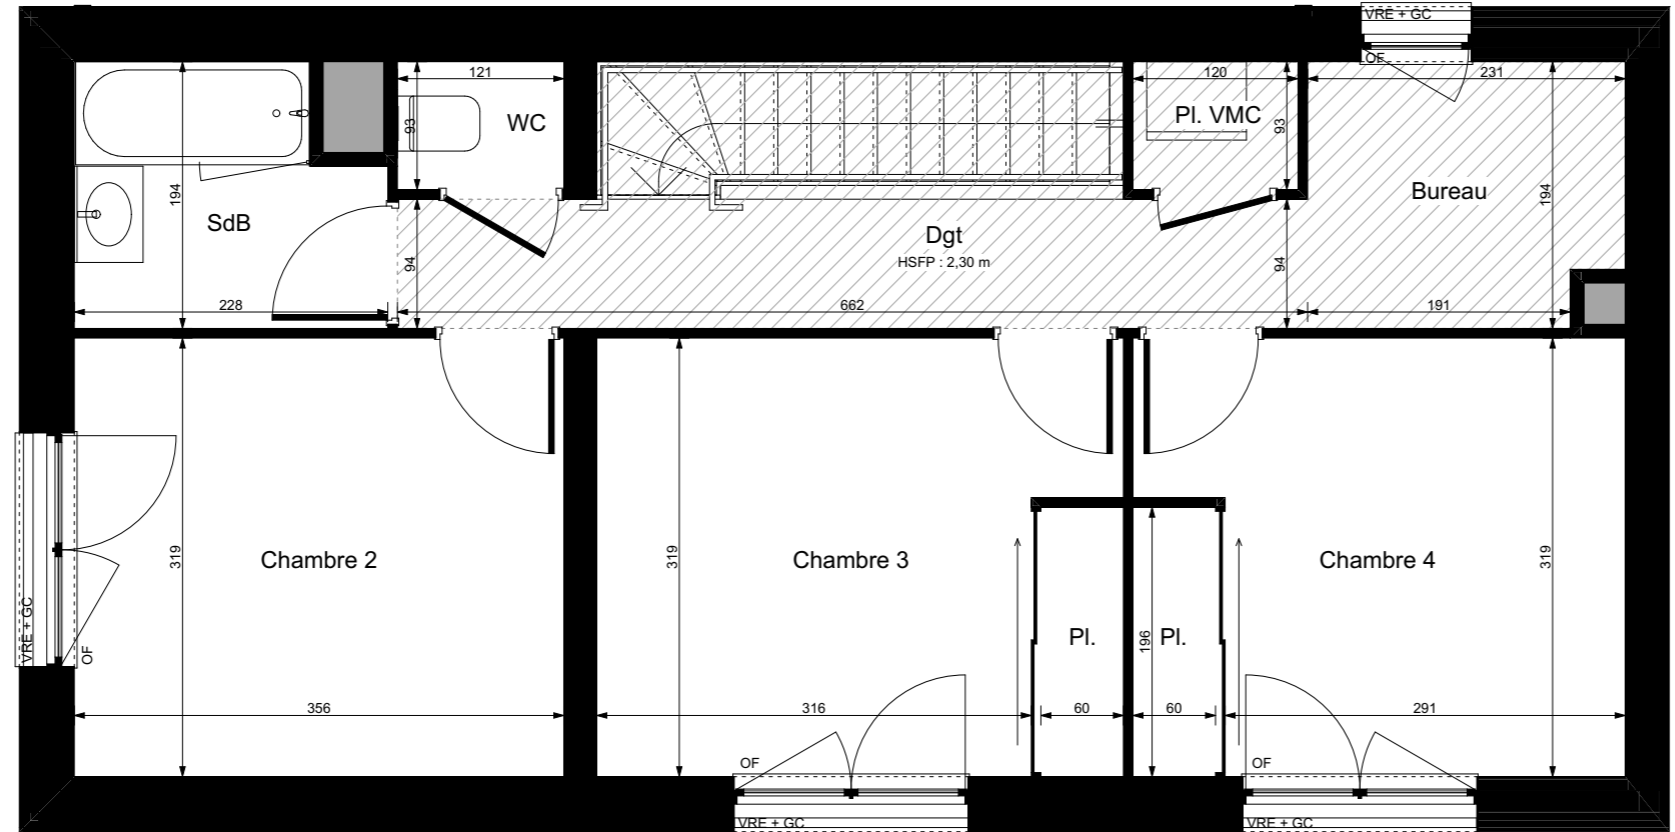 VRE + GC
OF
121
120
231
WC
Pl. VMC
93
93
194
SdB
Bureau
194
Dgt
HSFP : 2,30 m
94
94
228
662
191
319
Chambre 2
319
Chambre 3
Chambre 4
319
VRE + GC
OF
Pl.
196
Pl.
356
316
60
60
291
OF
OF
VRE + GC
VRE + GC